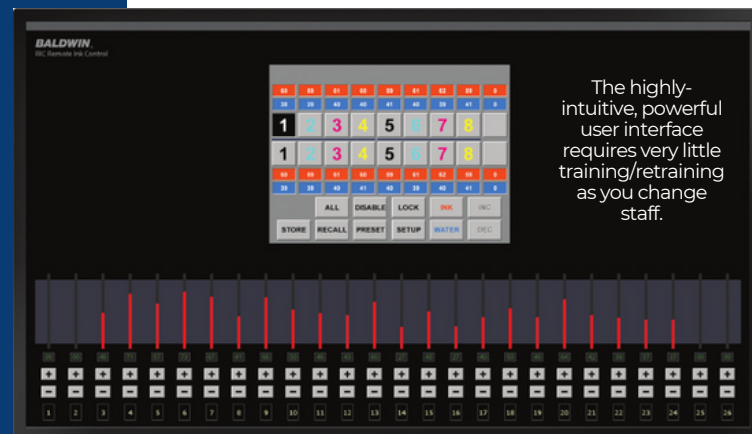 BALDWIN.
IRC Remote Ink Control
The highly-
intuitive, powerful
user interface
requires very little
training/retraining
as you change
staff.
60 59 61 60 59 61 62 59 0
38 39 40 40 41 40 39 41 0
1 2 3 4 5 6 7 8
1 2 3 4 5 6 7 8
60 59 61 60 59 61 62 59 0
39 39 40 41 40 39 40 41 0
ALL DISABLE LOCK INK INC
STORE RECALL PRESET SETUP WATER DEC
+ + + + + + + + + + + + + + + + + + + + + + + + + +
- - - - - - - - - - - - - - - - - - - - - - - - - -
1 2 3 4 5 6 7 8 9 10 11 12 13 14 15 16 17 18 19 20 21 22 23 24 25 26